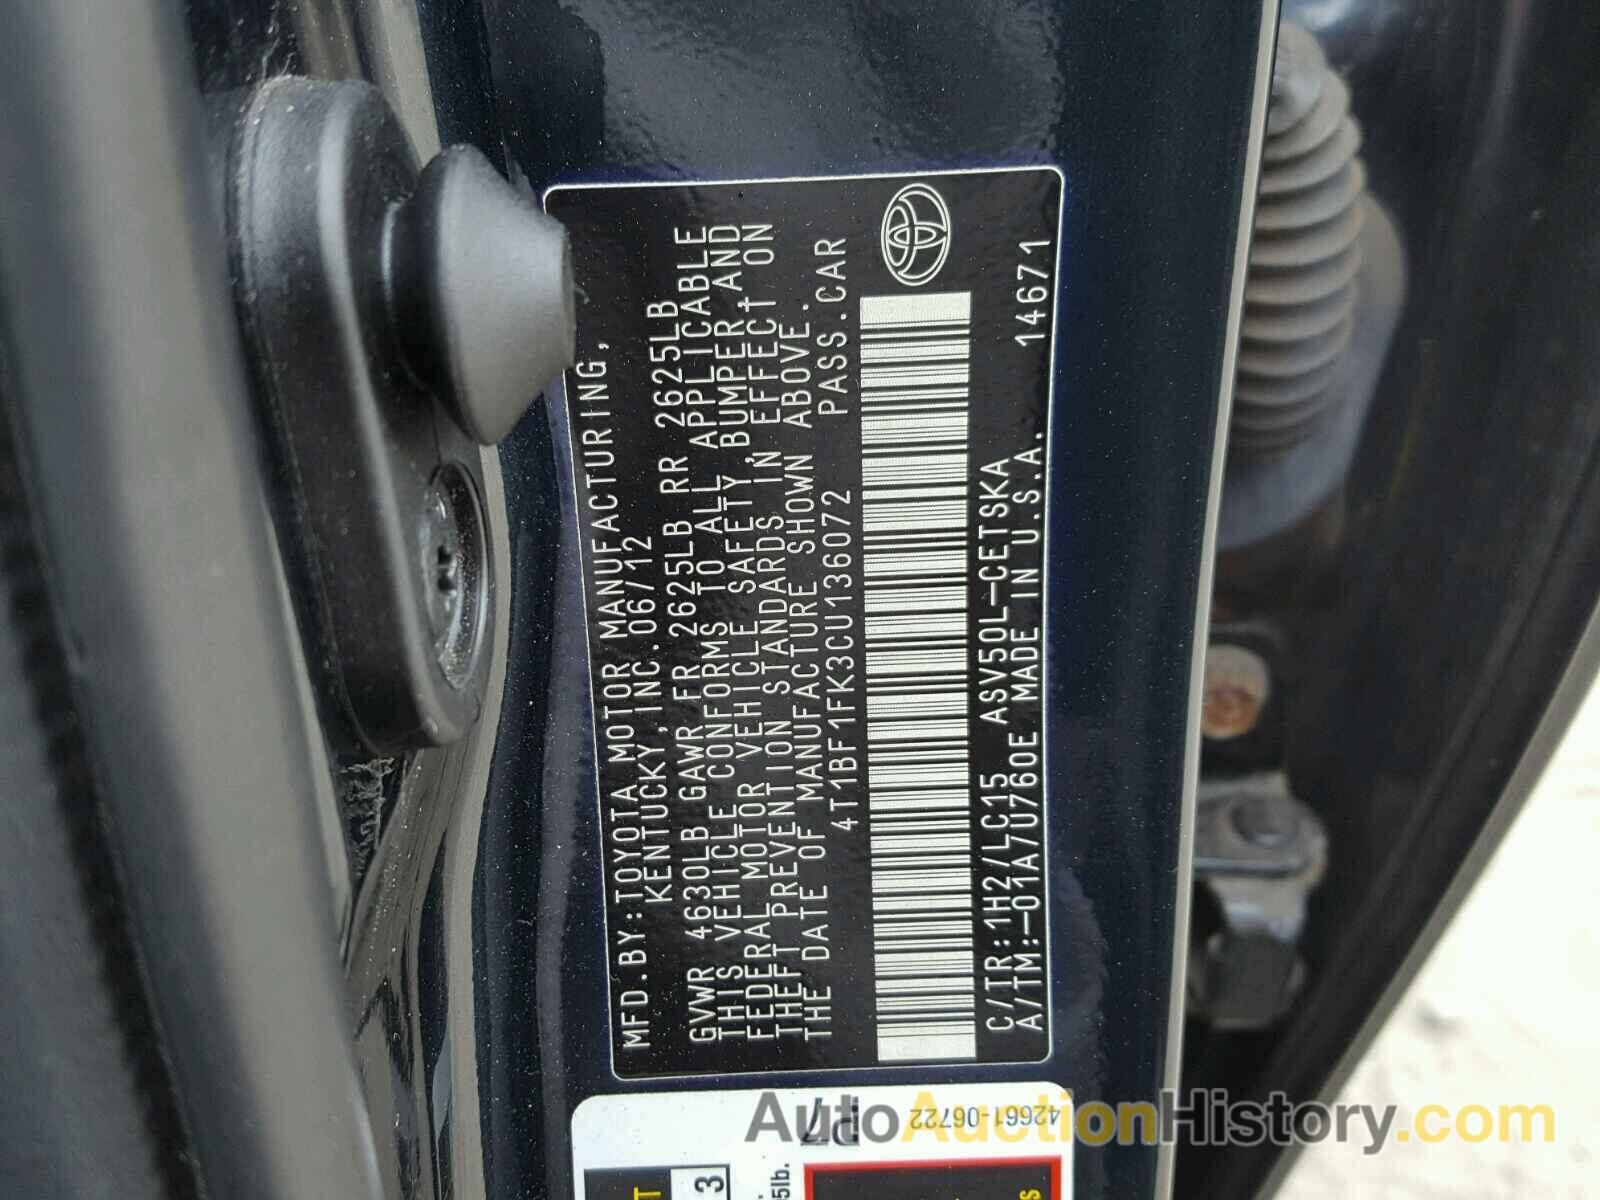 MFD.BY:TOYOTA MOTOR MANUFACTURING,
KENTUCKY,INC.06/12
GVWR 4630LB GAWR FR 2625LB RR 2625LB
THIS VEHICLE CONFORMS TO ALL APPLICABLE
FEDERAL MOTOR VEHICLE SAFETY,BUMPER,AND
THEFT PREVENTION STANDARDS IN EFFECT ON
THE DATE OF MANUFACTURE SHOWN ABOVE.
4T1BF1FK3CU136072 PASS.CAR
C/TR:1H2/LC15 ASV50L-CETSKA
A/TM:-01A/U760E MADE IN U.S.A. 14671
42661-06722
AutoAuctionHistory.com